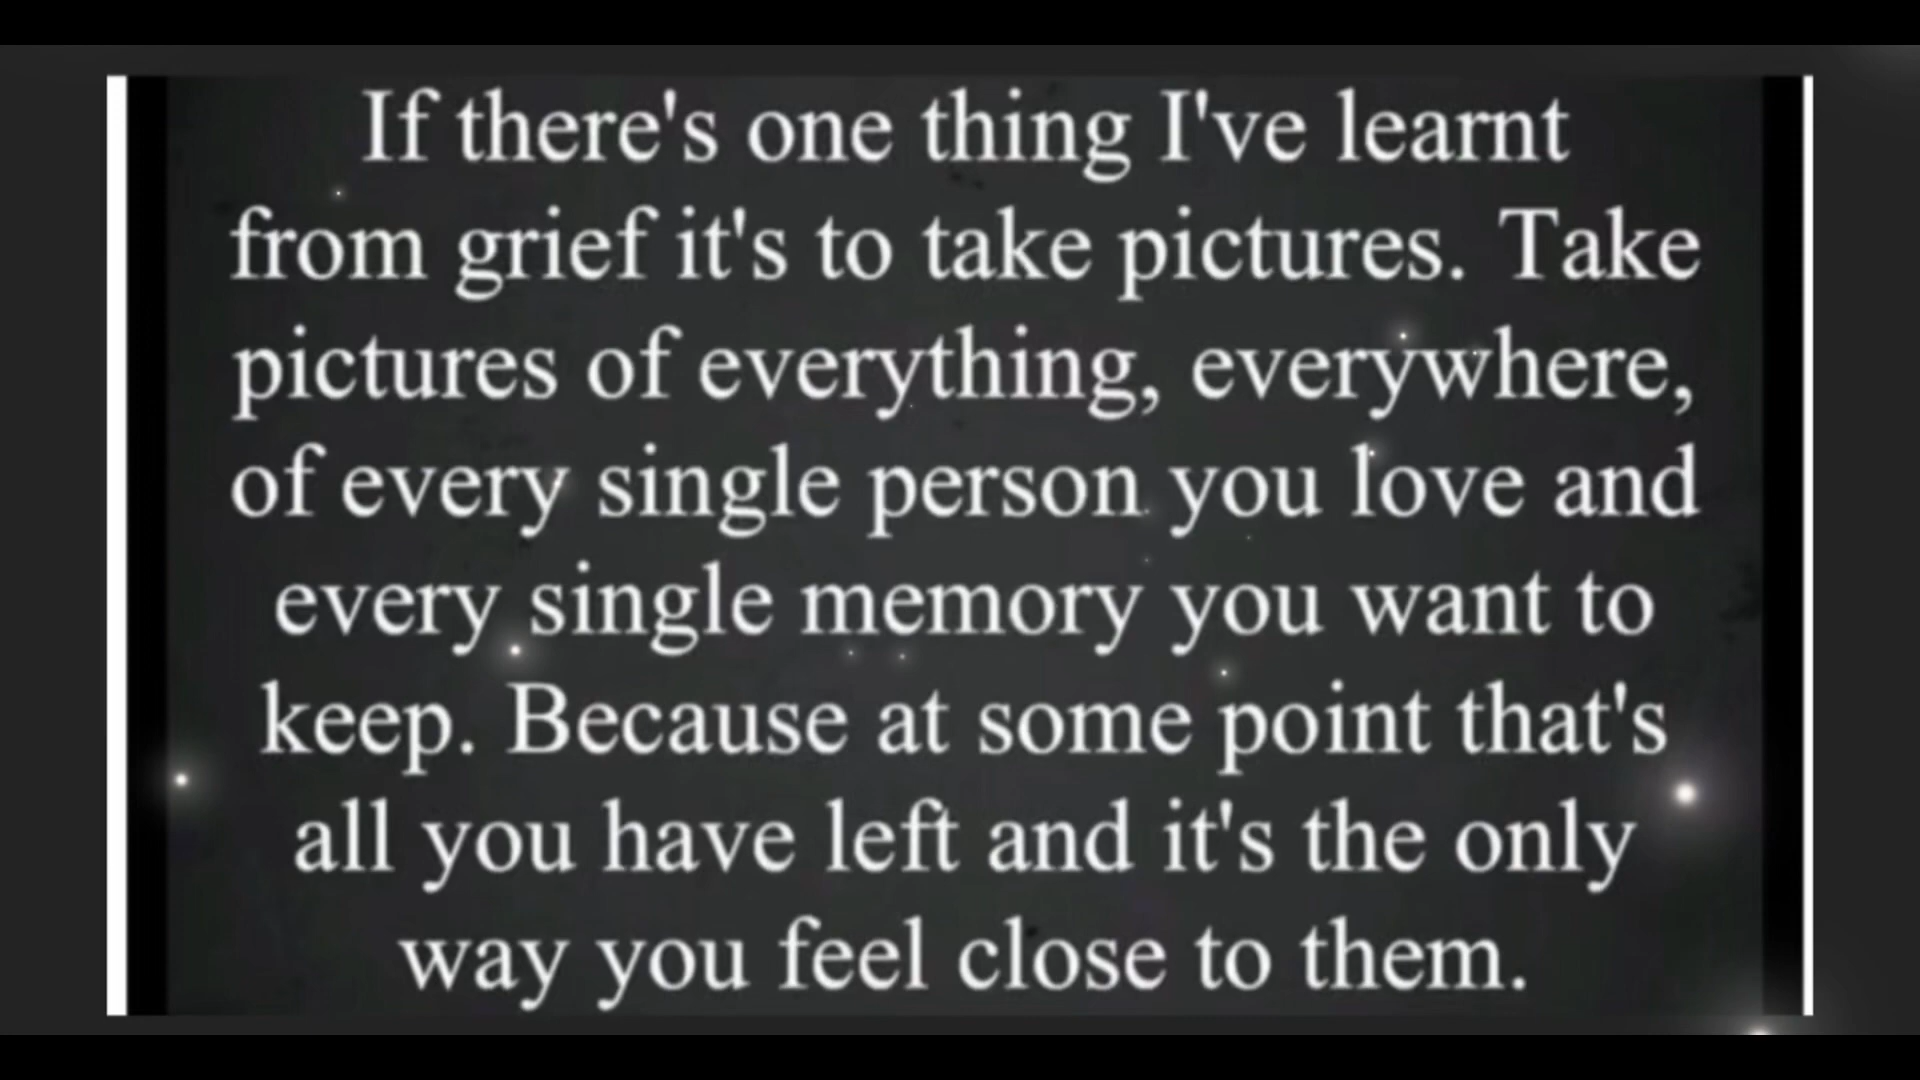 If there's one thing I've learnt
from grief it's to take pictures. Take
pictures of everything, everywhere,
of every single person you love and
every single memory you want to
keep. Because at some point that's
all you have left and it's the only
way you feel close to them.